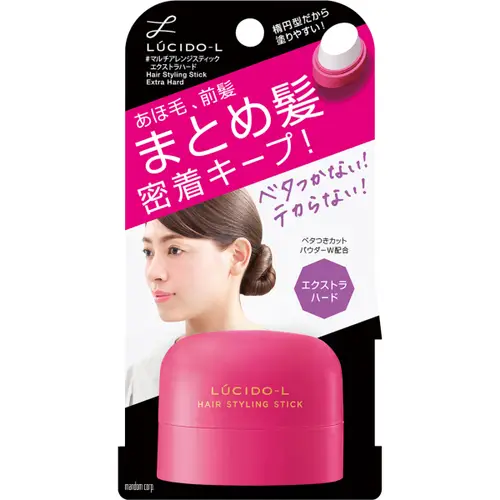 LÚCIDO-L
#マルチアレンジスティック
エクストラハード
Hair Styling Stick
Extra Hard
楕円型だから
塗りやすい!
あほ毛、前髪
まとめ髪
密着キープ!
ベタつかない!
テカらない!
ベタつきカット
パウダーW配合
エクストラ
ハード
LÚCIDO-L
HAIR STYLING STICK
mandom corp.